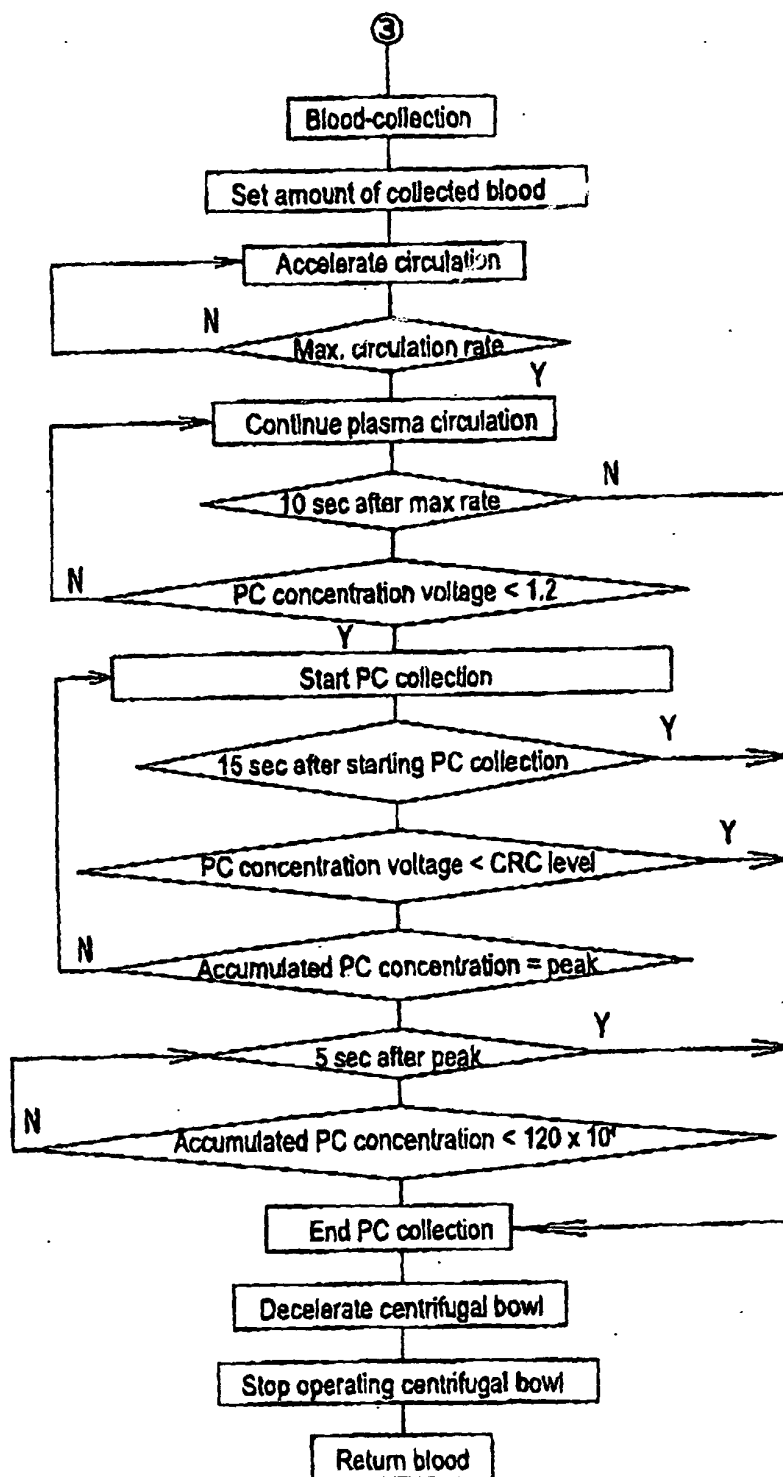 ③
Blood-collection
Set amount of collected blood
Accelerate circulation
N
Max. circulation rate
Y
Continue plasma circulation
10 sec after max rate
N
N
PC concentration voltage < 1.2
Y
Start PC collection
15 sec after starting PC collection
Y
PC concentration voltage < CRC level
Y
N
Accumulated PC concentration = peak
5 sec after peak
Y
N
Accumulated PC concentration < 120 x
End PC collection
Decelerate centrifugal bowl
Stop operating centrifugal bowl
Return blood